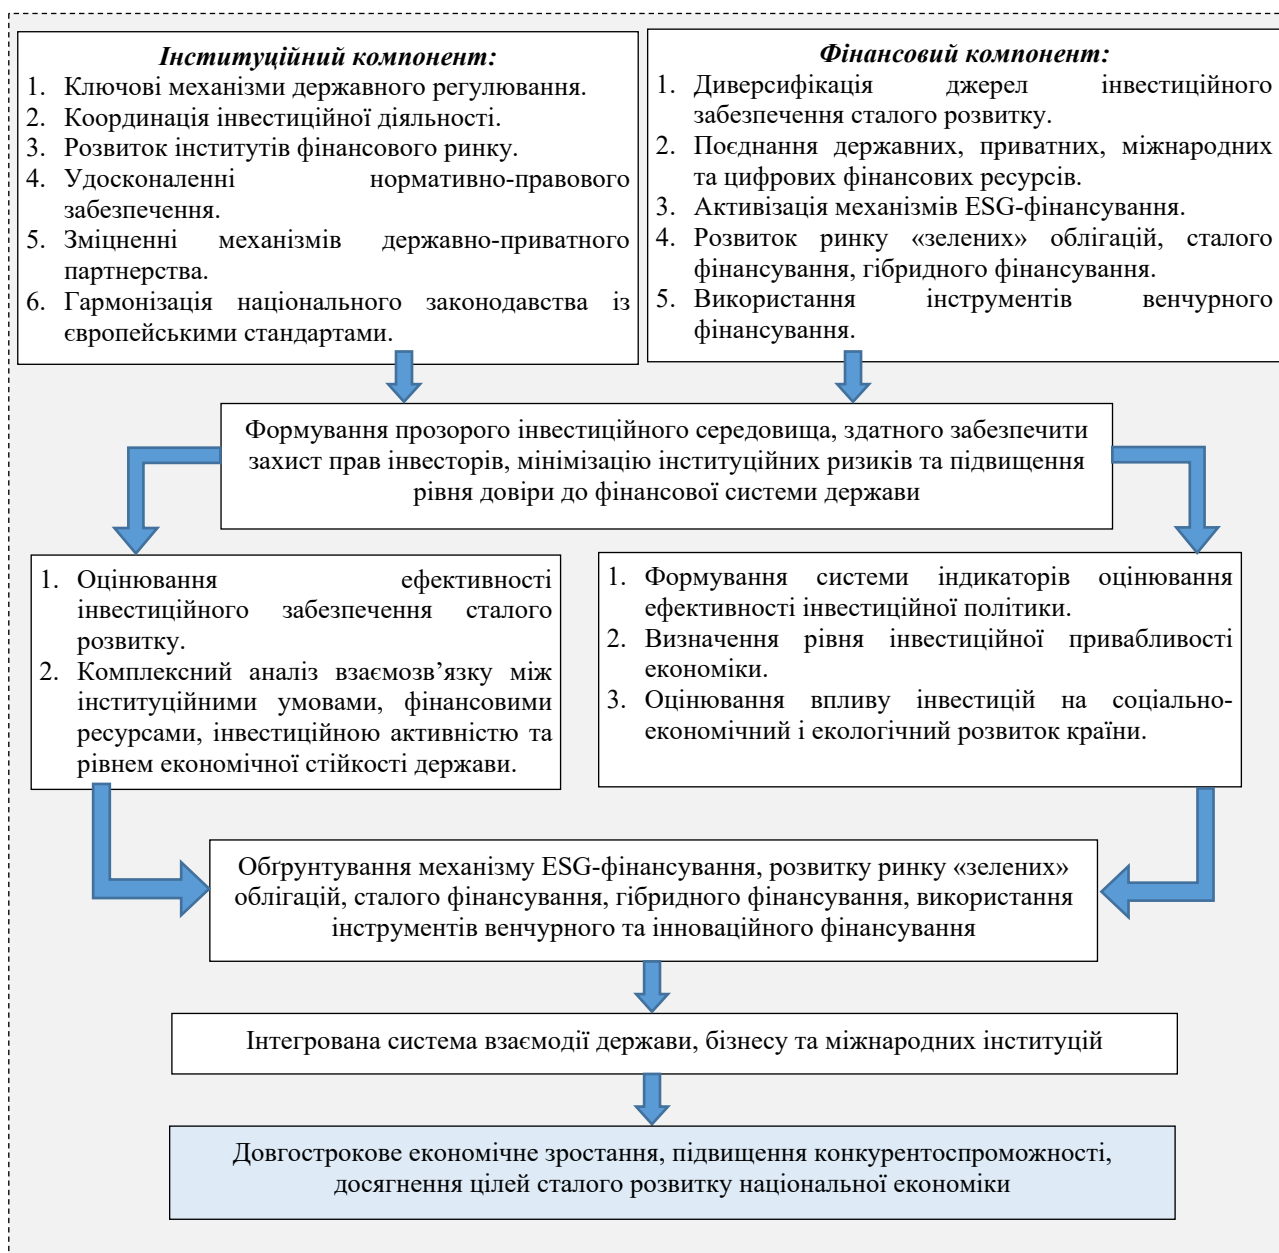 Інституційний компонент:
1. Ключові механізми державного регулювання.
2. Координація інвестиційної діяльності.
3. Розвиток інститутів фінансового ринку.
4. Удосконаленні нормативно-правового
забезпечення.
5. Зміцненні механізмів державно-приватного
партнерства.
6. Гармонізація національного законодавства із
європейськими стандартами.
Фінансовий компонент:
1. Диверсифікація джерел інвестиційного
забезпечення сталого розвитку.
2. Поєднання державних, приватних, міжнародних
та цифрових фінансових ресурсів.
3. Активізація механізмів ESG-фінансування.
4. Розвиток ринку «зелених» облігацій, сталого
фінансування, гібридного фінансування.
5. Використання інструментів венчурного
фінансування.
Формування прозорого інвестиційного середовища, здатного забезпечити
захист прав інвесторів, мінімізацію інституційних ризиків та підвищення
рівня довіри до фінансової системи держави
1. Оцінювання ефективності
інвестиційного забезпечення сталого
розвитку.
2. Комплексний аналіз взаємозв’язку між
інституційними умовами, фінансовими
ресурсами, інвестиційною активністю та
рівнем економічної стійкості держави.
1. Формування системи індикаторів оцінювання
ефективності інвестиційної політики.
2. Визначення рівня інвестиційної привабливості
економіки.
3. Оцінювання впливу інвестицій на соціально-
економічний і екологічний розвиток країни.
Обґрунтування механізму ESG-фінансування, розвитку ринку «зелених»
облігацій, сталого фінансування, гібридного фінансування, використання
інструментів венчурного та інноваційного фінансування
Інтегрована система взаємодії держави, бізнесу та міжнародних інституцій
Довгострокове економічне зростання, підвищення конкурентоспроможності,
досягнення цілей сталого розвитку національної економіки